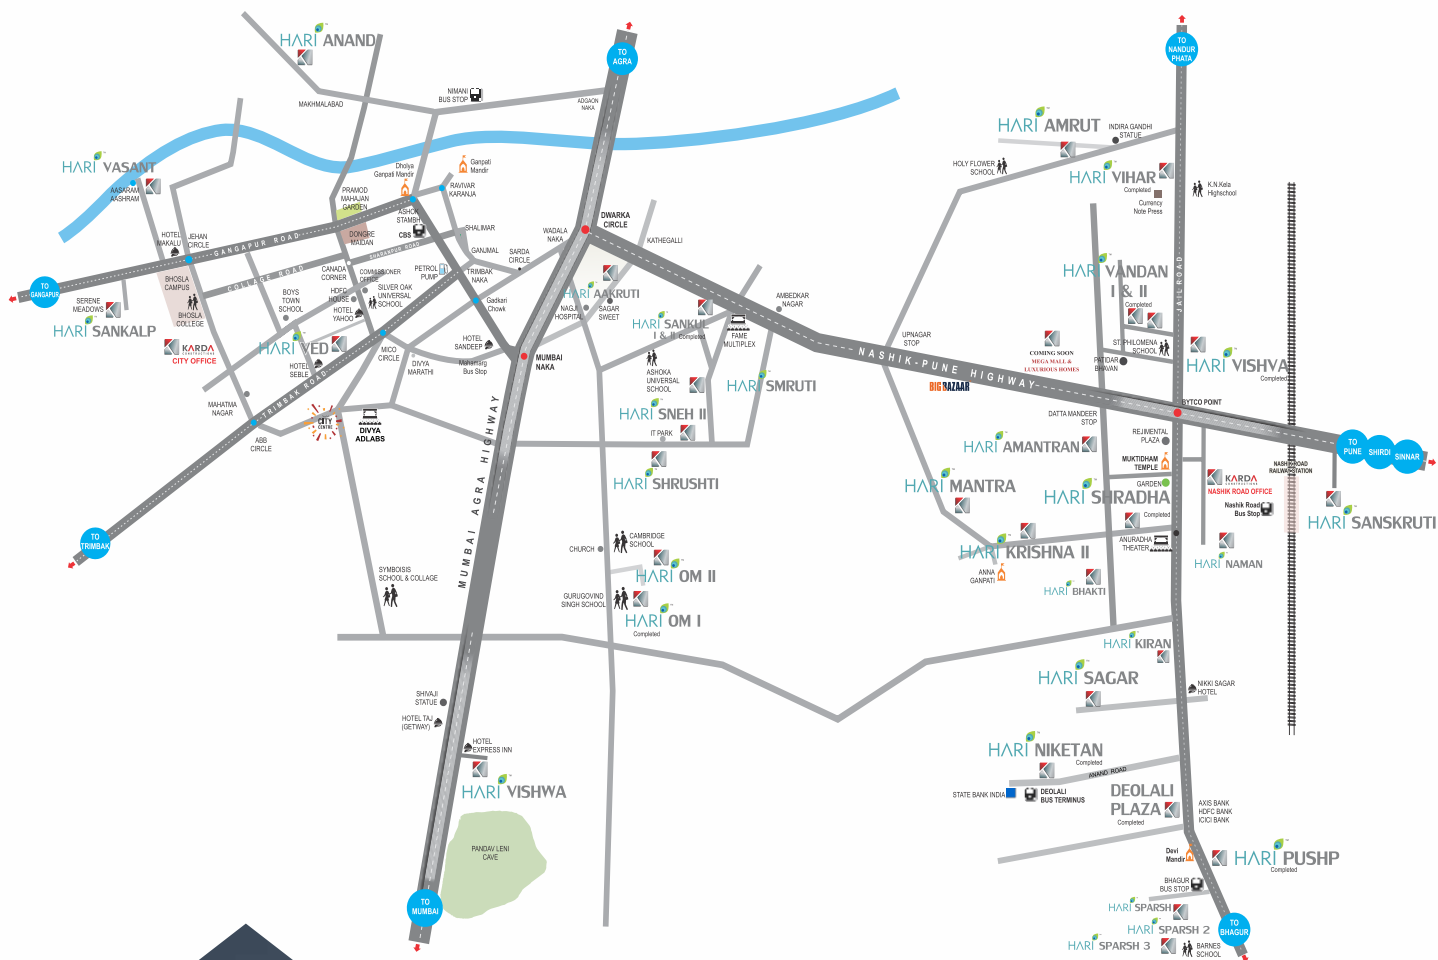 HARI ANAND
MAKHMALABAD
NIMANI
BUS STOP
ADGAON
NAKA
TO
AGRA
TO
NANDUR
PHATA
HARI AMRUT
INDIRA GANDHI
STATUE
HOLY FLOWER
SCHOOL
HARI VIHAR
Completed
Currency
Note Press
K.N.Kela
Highschool
HARI VASANT
AASARAM
AASHRAM
Dholya
Ganpati Mandir
Ganpati
Mandir
RAVIVAR
KARANJA
PRAMOD
MAHAJAN
GARDEN
ASHOK
STAMBH
CBS
DONGRE
MAIDAN
SHALIMAR
HOTEL
MAKALU
JEHAN
CIRCLE
GANGAPUR ROAD
COLLEGE ROAD
SHARANPUR ROAD
CANADA
CORNER
COMMISSIONER
OFFICE
PETROL
PUMP
GANJMAL
TRIMBAK
NAKA
SARDA
CIRCLE
WADALA
NAKA
DWARKA
CIRCLE
KATHEGALLI
TO
GANGAPUR
BHOSLA
CAMPUS
BHOSLA
COLLEGE
SERENE
MEADOWS
HARI SANKALP
BOYS
TOWN
SCHOOL
HDFC
HOUSE
SILVER OAK
UNIVERSAL
SCHOOL
HOTEL
YAHOO
Gadkari
Chowk
HARI AAKRUTI
NAGJI
HOSPITAL
SAGAR
SWEET
HARI SANKUL
I & II Completed
AMBEDKAR
NAGAR
FAME
MULTIPLEX
KARDA
CONSTRUCTIONS
CITY OFFICE
HARI VED
HOTEL
SEBLE
MICO
CIRCLE
DIVYA
MARATHI
HOTEL
SANDEEP
Mahamarg
Bus Stop
MUMBAI
NAKA
ASHOKA
UNIVERSAL
SCHOOL
HARI SMRUTI
HARI SNEH II
IT PARK
HARI SHRUSHTI
MAHATMA
NAGAR
TRIMBAK ROAD
CITY
CENTRE
DIVYA
ADLABS
ABB
CIRCLE
TO
TRIMBAK
MUMBAI AGRA HIGHWAY
SYMBOISIS
SCHOOL & COLLAGE
CHURCH
CAMBRIDGE
SCHOOL
HARI OM II
GURUGOVIND
SINGH SCHOOL
HARI OM I
Completed
SHIVAJI
STATUE
HOTEL TAJ
(GETWAY)
HOTEL
EXPRESS INN
HARI VISHWA
PANDAV LENI
CAVE
TO
MUMBAI
HARI VANDAN
I & II
Completed
JAILROAD
ST. PHILOMENA
SCHOOL
PATIDAR
BHAVAN
HARI VISHVA
Completed
UPNAGAR
STOP
NASHIK-PUNE HIGHWAY
COMING SOON
MEGA MALL &
LUXURIOUS HOMES
BIG BAZAAR
DATTA MANDEER
STOP
BYTCO POINT
REJIMENTAL
PLAZA
MUKTIDHAM
TEMPLE
GARDEN
HARI AMANTRAN
HARI MANTRA
HARI SHRADHA
Completed
KARDA
CONSTRUCTIONS
NASHIK ROAD OFFICE
Nashik Road
Bus Stop
NASHIK ROAD
RAILWAY STATION
TO
PUNE
SHIRDI
SINNAR
HARI SANSKRUTI
HARI KRISHNA II
ANURADHA
THEATER
HARI NAMAN
ANNA
GANPATI
HARI BHAKTI
HARI KIRAN
HARI SAGAR
NIKKI SAGAR
HOTEL
HARI NIKETAN
Completed
ANAND ROAD
STATE BANK INDIA
DEOLALI
BUS TERMINUS
DEOLALI
PLAZA
Completed
AXIS BANK
HDFC BANK
ICICI BANK
Devi
Mandir
HARI PUSHP
Completed
BHAGUR
BUS STOP
HARI SPARSH
HARI SPARSH 2
HARI SPARSH 3
BARNES
SCHOOL
TO
BHAGUR